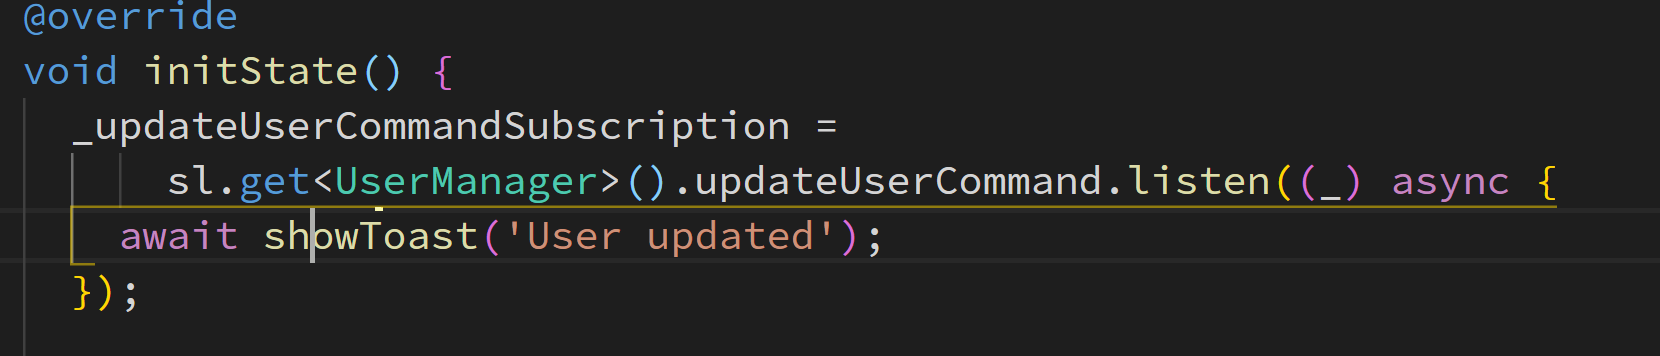 @override
void initState() {
_updateUserCommandSubscription =
sl.get<UserManager>().updateUserCommand.listen((_) async {
await showToast('User updated');
});